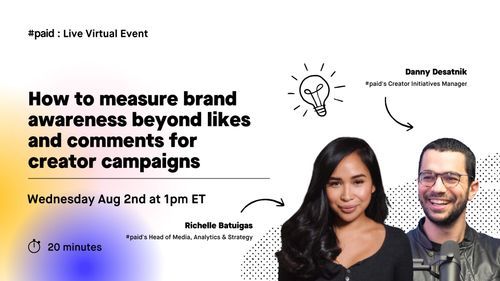 #paid : Live Virtual Event
Danny Desatnik
#paid's Creator Initiatives Manager
How to measure brand
awareness beyond likes
and comments for
creator campaigns
Wednesday Aug 2nd at 1pm ET
Richelle Batuigas
#paid's Head of Media, Analytics & Strategy
20 minutes